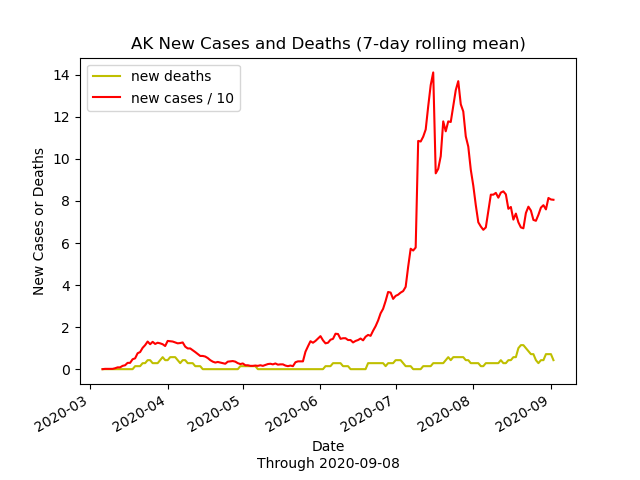 AK New Cases and Deaths (7-day rolling mean)
new deaths
new cases / 10
New Cases or Deaths
14
12
10
8
6
4
2
0
2020-03
2020-04
2020-05
2020-06
2020-07
2020-08
2020-09
Date
Through 2020-09-08